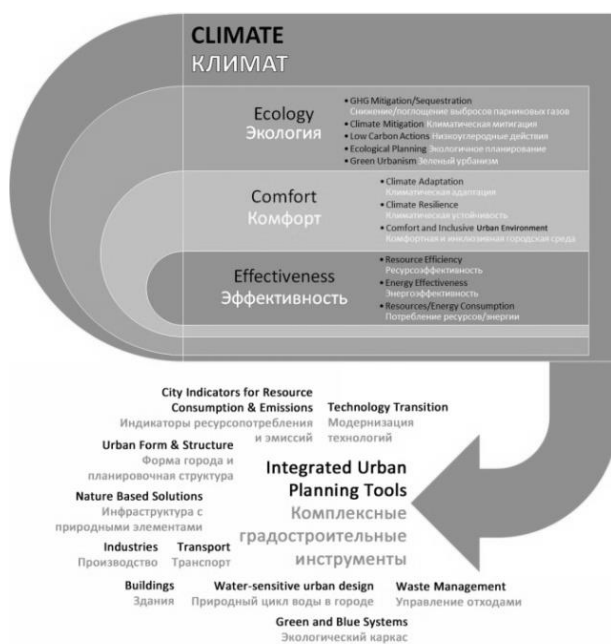 CLIMATE
КЛИМАТ
Ecology
Экология
• GHG Mitigation/Sequestration
Снижение/поглощение выбросов парниковых газов
• Climate Mitigation Климатическая митигация
• Low Carbon Actions Низкоуглеродные действия
• Ecological Planning Экологичное планирование
• Green Urbanism Зеленый урбанизм
Comfort
Комфорт
• Climate Adaptation
Климатическая адаптации
• Climate Resilience
Климатическая устойчивость
• Comfort and Inclusive Urban Environment
Комфортная и инклюзивная городская среда
Effectiveness
Эффективность
• Resource Efficiency
Ресурсоэффективность
• Energy Effectiveness
Энергоэффективность
• Resources/Energy Consumption
Потребление ресурсов/энергии
City Indicators for Resource
Consumption & Emissions
Индикаторы ресурсопотребления
и эмиссий
Technology Transition
Модернизация
технологий
Urban Form & Structure
Форма города и
планировочная структура
Integrated Urban
Planning Tools
Комплексные
градостроительные
инструменты
Nature Based Solutions
Инфраструктура с
природными элементами
Industries
Производство
Transport
Транспорт
Buildings
Здания
Water-sensitive urban design
Природный цикл воды в городе
Waste Management
Управление отходами
Green and Blue Systems
Экологический каркас